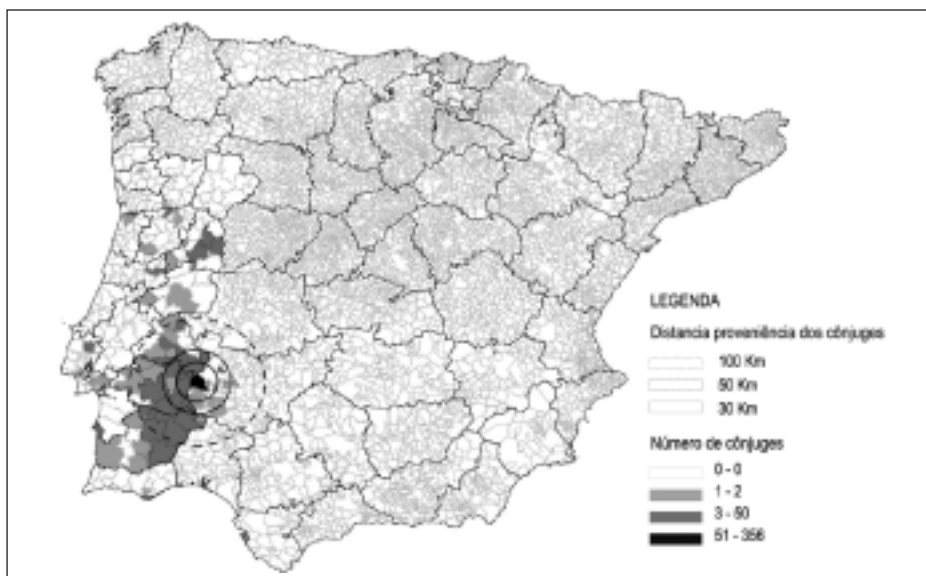 LEGENDA
Distancia proveniência dos cônjuges
100 Km
50 Km
30 Km
Número de cônjuges
0 - 0
1 - 2
3 - 50
51 - 356